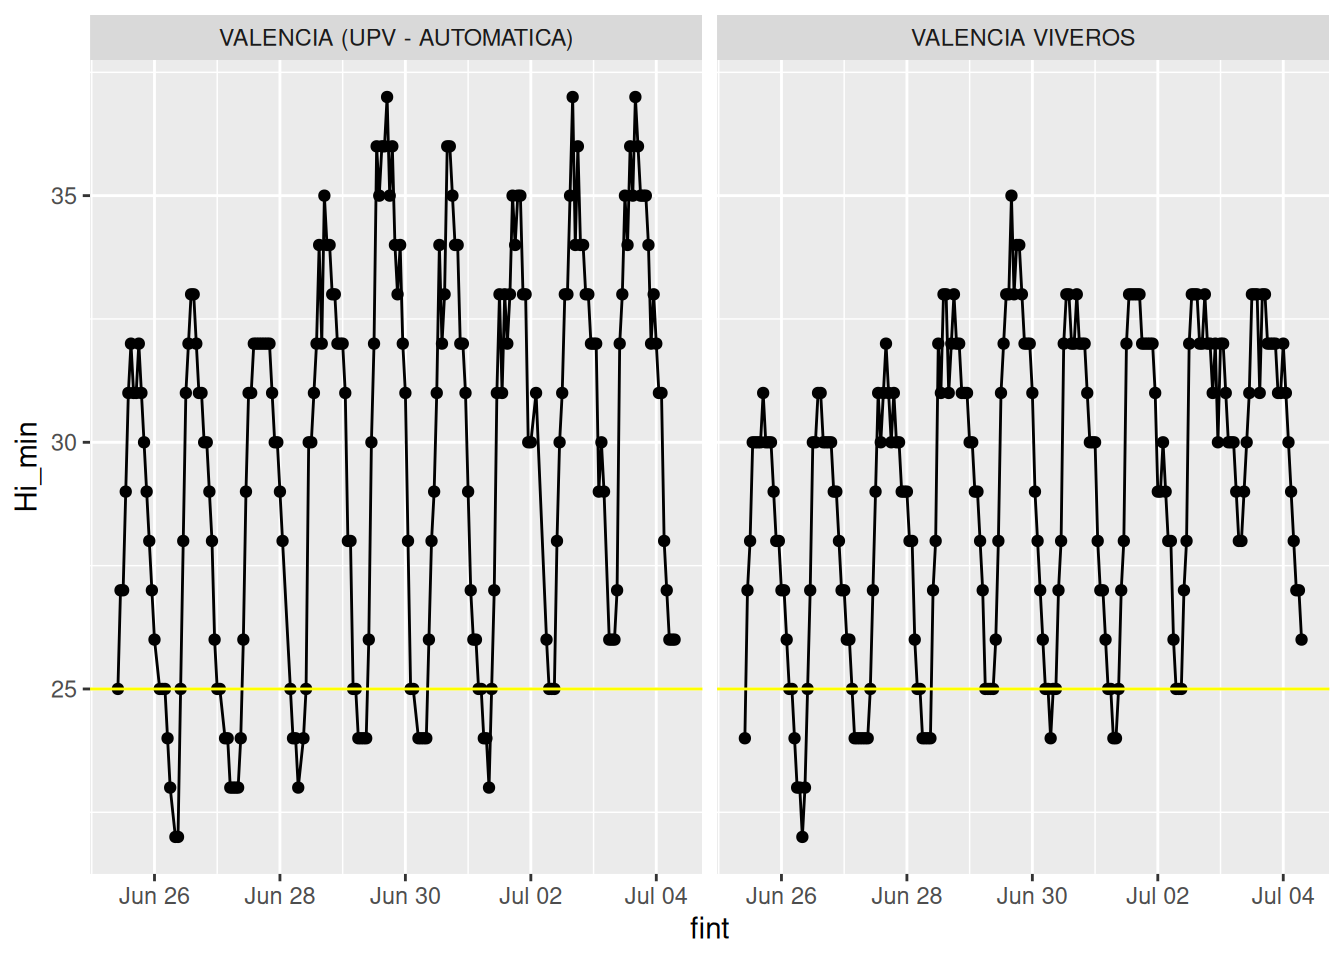 VALENCIA (UPV - AUTOMATICA)
VALENCIA VIVEROS
Hi_min
35
30
25
Jun 26
Jun 28
Jun 30
Jul 02
Jul 04
Jun 26
Jun 28
Jun 30
Jul 02
Jul 04
fint